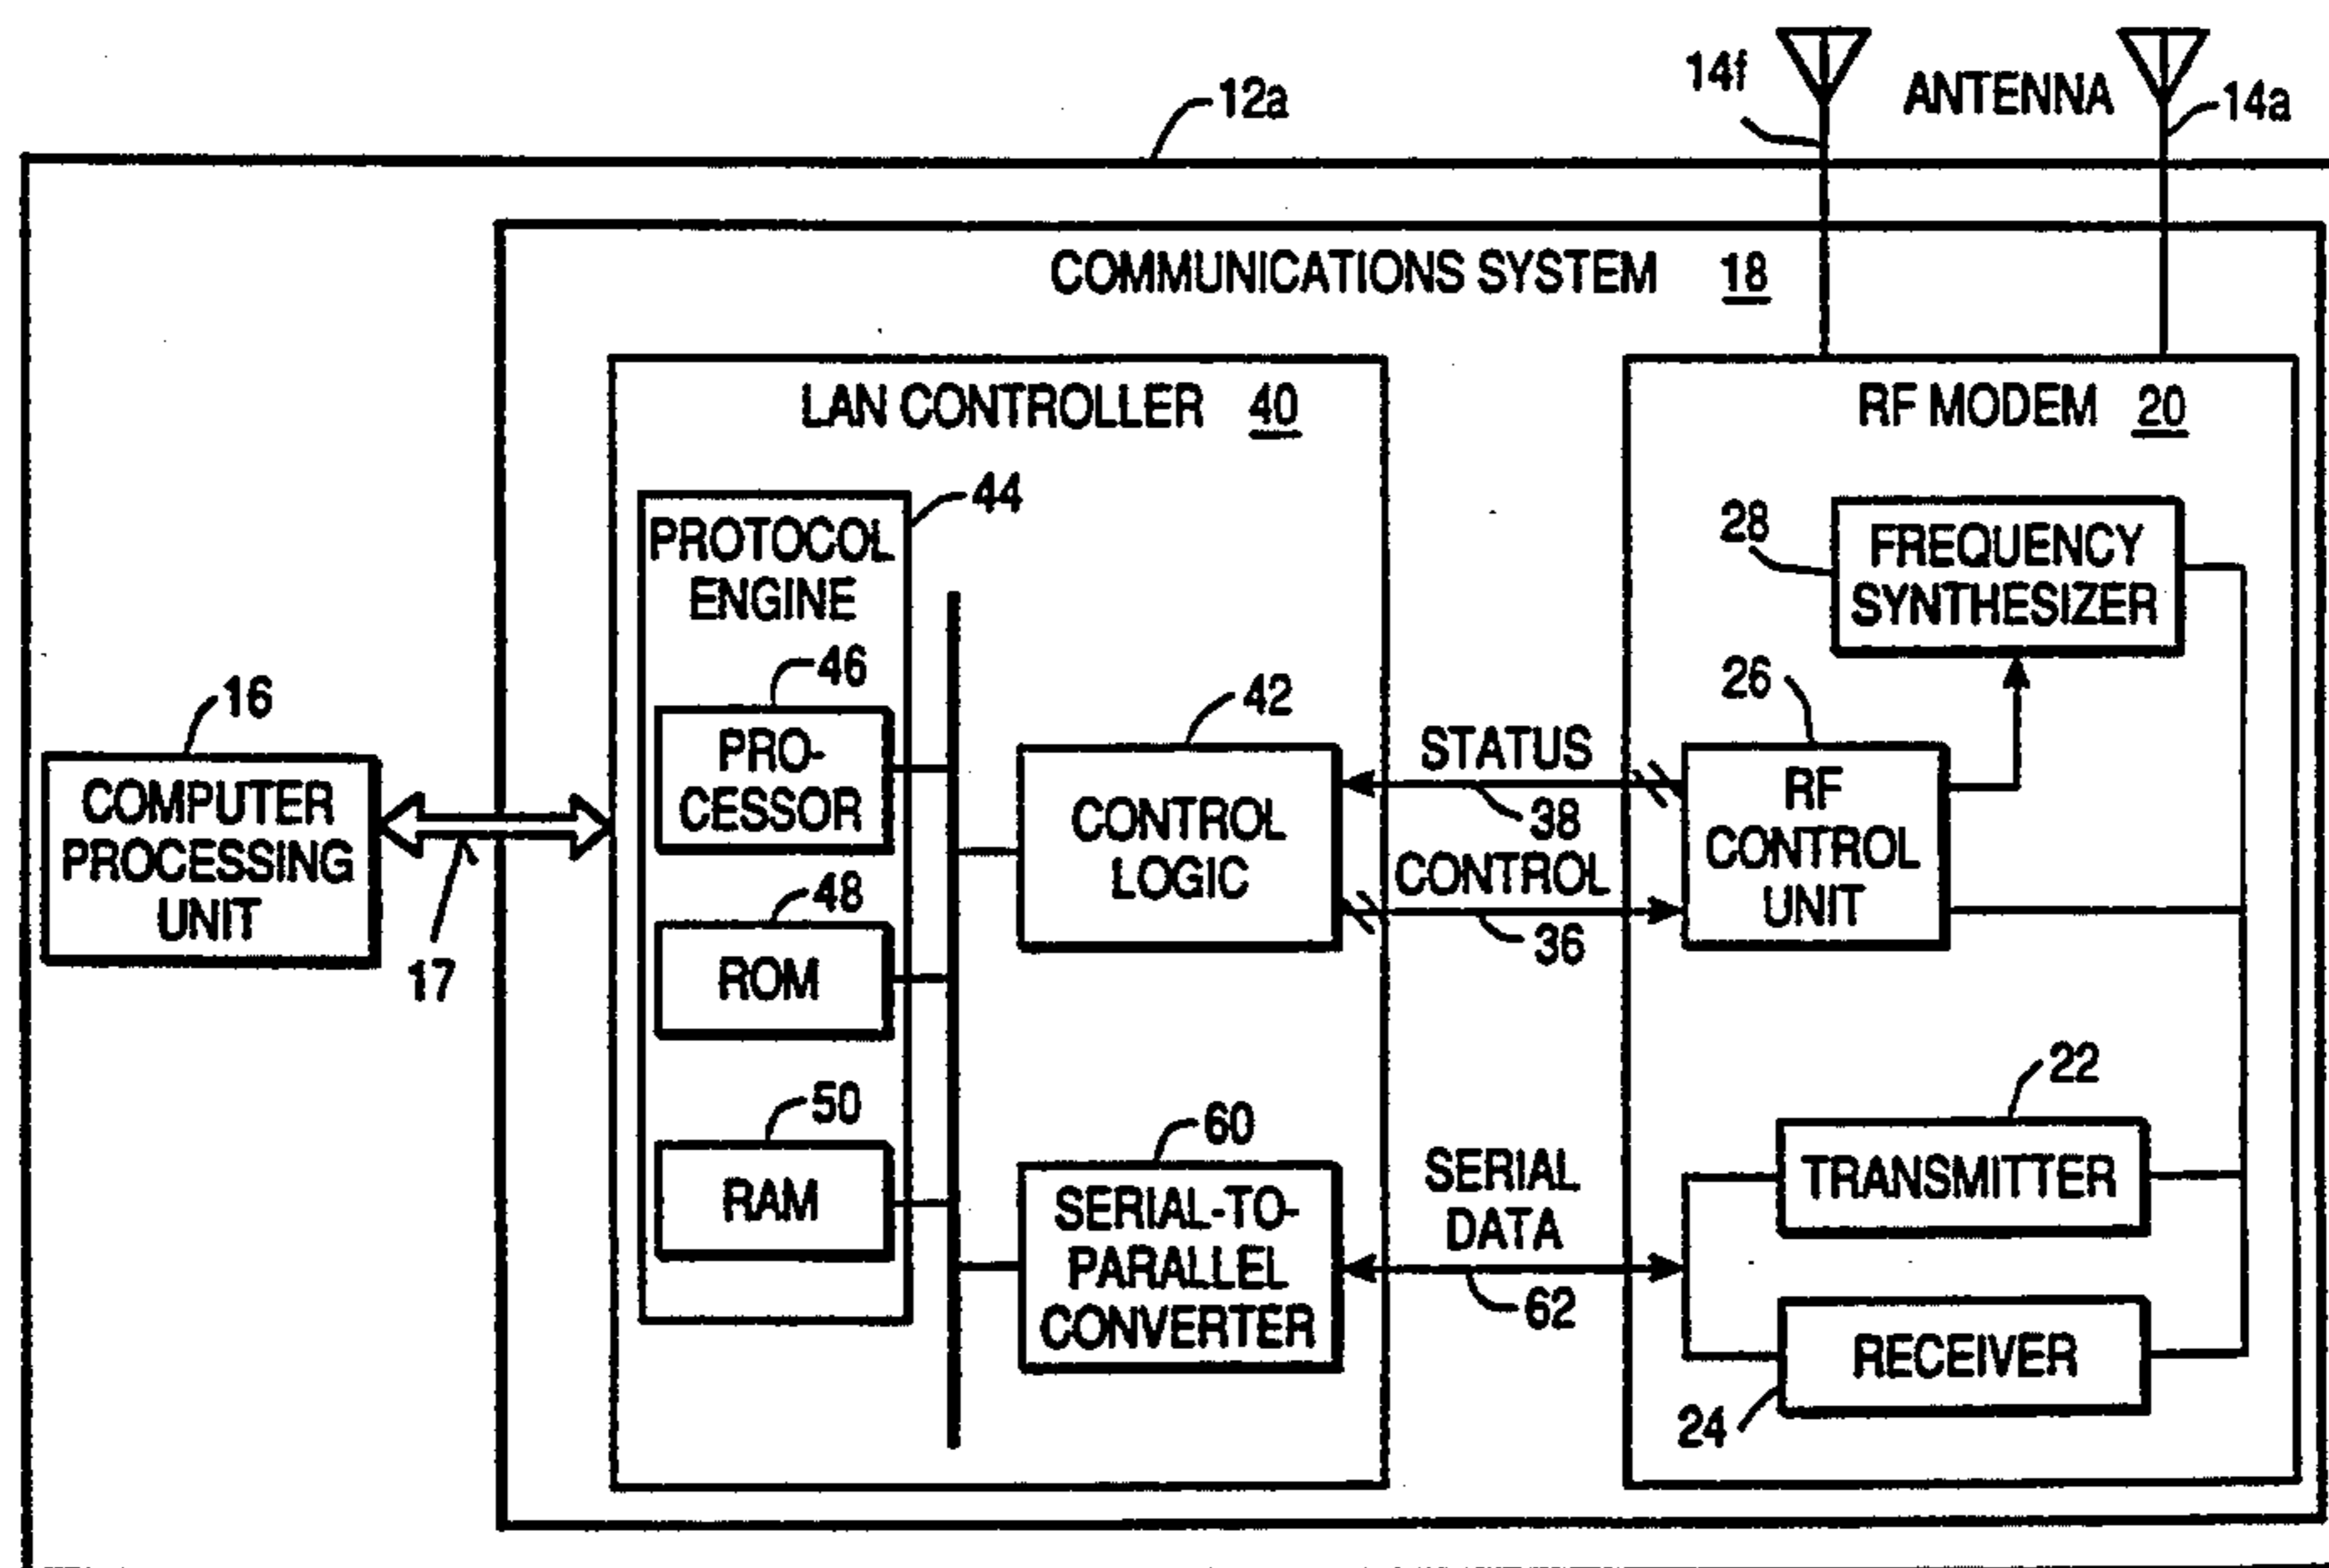 12a
14f
ANTENNA
14a
COMMUNICATIONS SYSTEM 18
LAN CONTROLLER 40
RF MODEM 20
44
PROTOCOL
ENGINE
28
FREQUENCY
SYNTHESIZER
46
PRO-
CESSOR
42
CONTROL
LOGIC
STATUS
38
CONTROL
36
26
RF
CONTROL
UNIT
16
COMPUTER
PROCESSING
UNIT
17
48
ROM
50
RAM
60
SERIAL-TO-
PARALLEL
CONVERTER
SERIAL
DATA
62
22
TRANSMITTER
RECEIVER
24